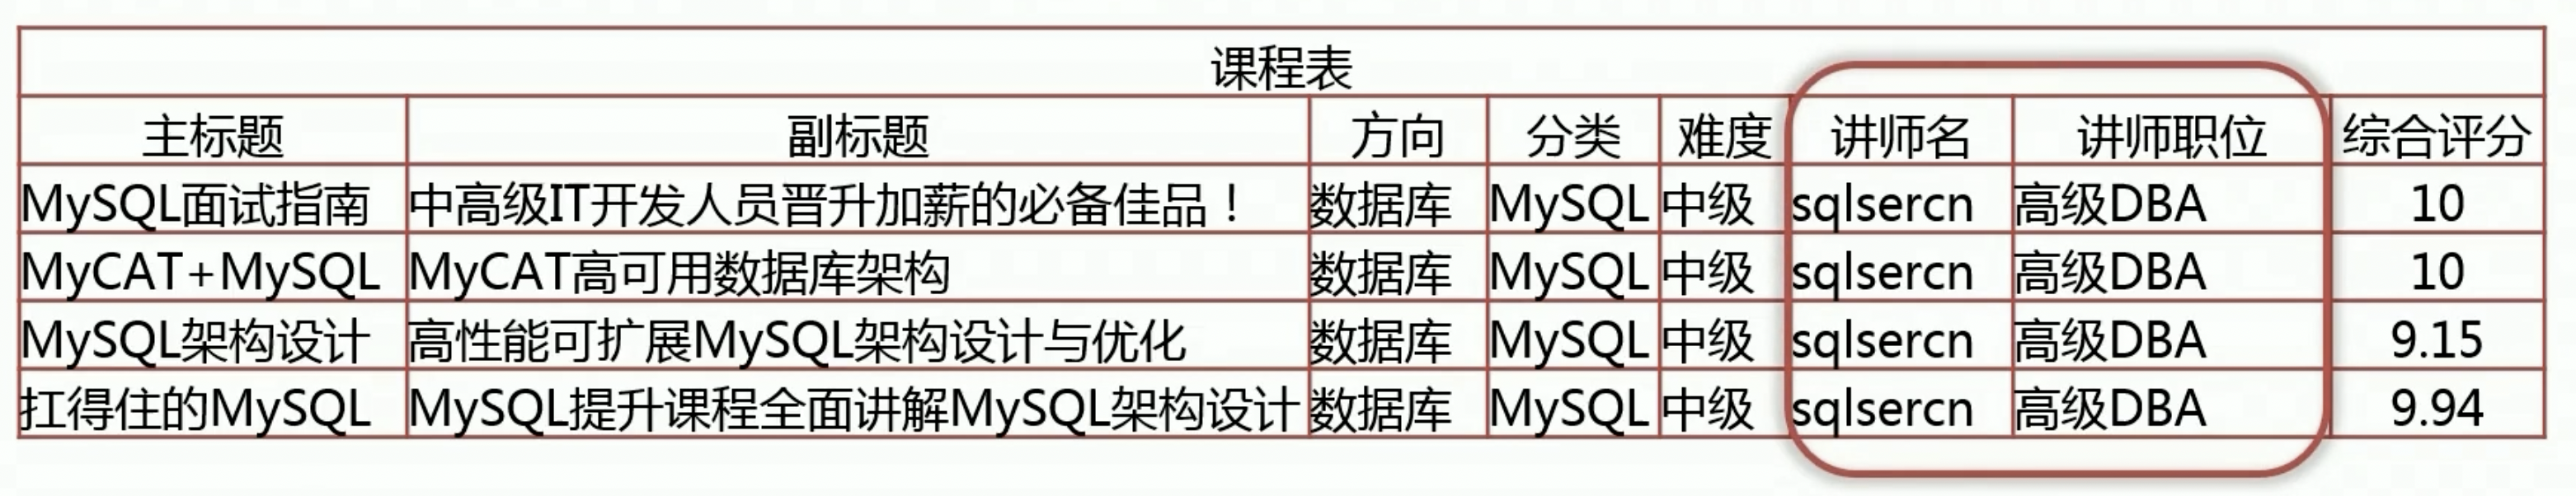 课程表
主标题 副标题 方向 分类 难度 讲师名 讲师职位 综合评分
MySQL面试指南 中高级IT开发人员晋升加薪的必备佳品！ 数据库 MySQL 中级 sqlsercn 高级DBA 10
MyCAT+MySQL MyCAT高可用数据库架构 数据库 MySQL 中级 sqlsercn 高级DBA 10
MySQL架构设计 高性能可扩展MySQL架构设计与优化 数据库 MySQL 中级 sqlsercn 高级DBA 9.15
扛得住的MySQL MySQL提升课程全面讲解MySQL架构设计 数据库 MySQL 中级 sqlsercn 高级DBA 9.94